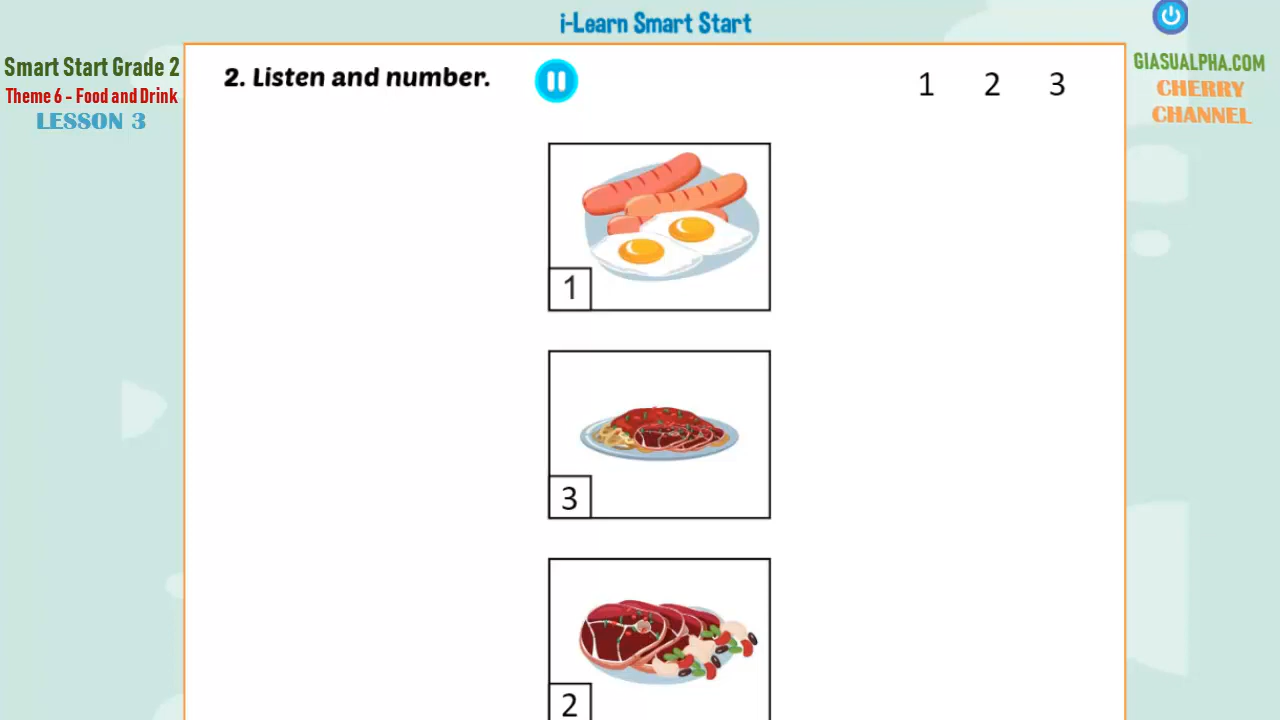 i-Learn Smart Start
Smart Start Grade 2
Theme 6 - Food and Drink
LESSON 3
2. Listen and number.
1 2 3
GIASUALPHA.COM
CHERRY
CHANNEL
1
3
2